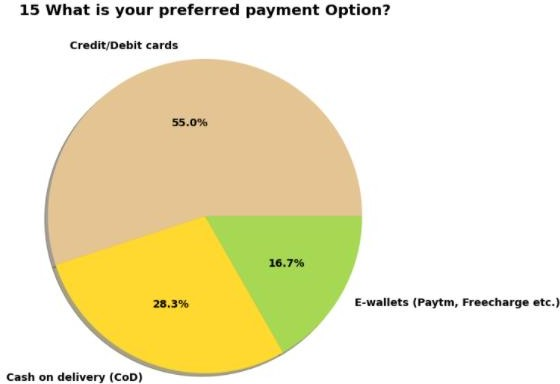 15 What is your preferred payment Option?
Credit/Debit cards
55.0%
16.7%
28.3%
E-wallets (Paytm, Freecharge etc.)
Cash on delivery (CoD)